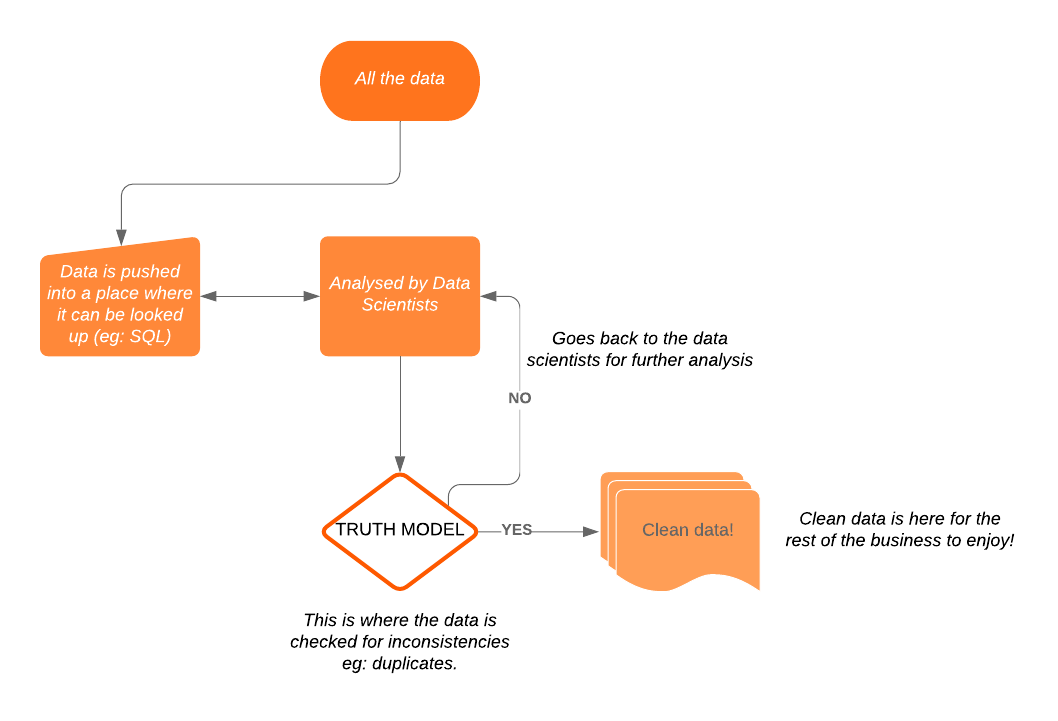 All the data
Data is pushed
into a place where
it can be looked
up (eg: SQL)
Analysed by Data
Scientists
Goes back to the data
scientists for further analysis
NO
TRUTH MODEL
YES
Clean data!
Clean data is here for the
rest of the business to enjoy!
This is where the data is
checked for inconsistencies
eg: duplicates.